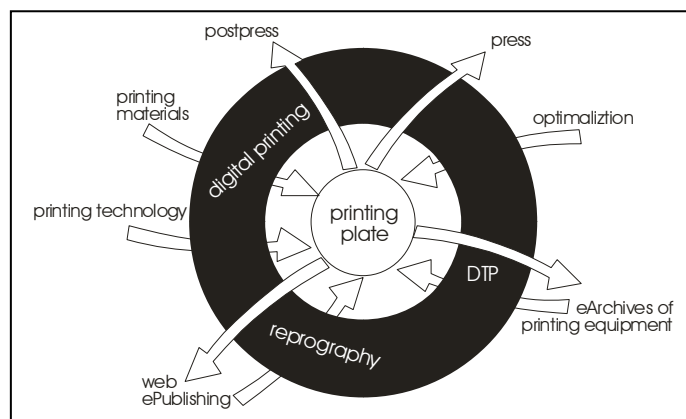 postpress
press
printing
materials
optimaliztion
digital printing
printing technology
printing
plate
DTP
eArchives of
printing equipment
reprography
web
ePublishing